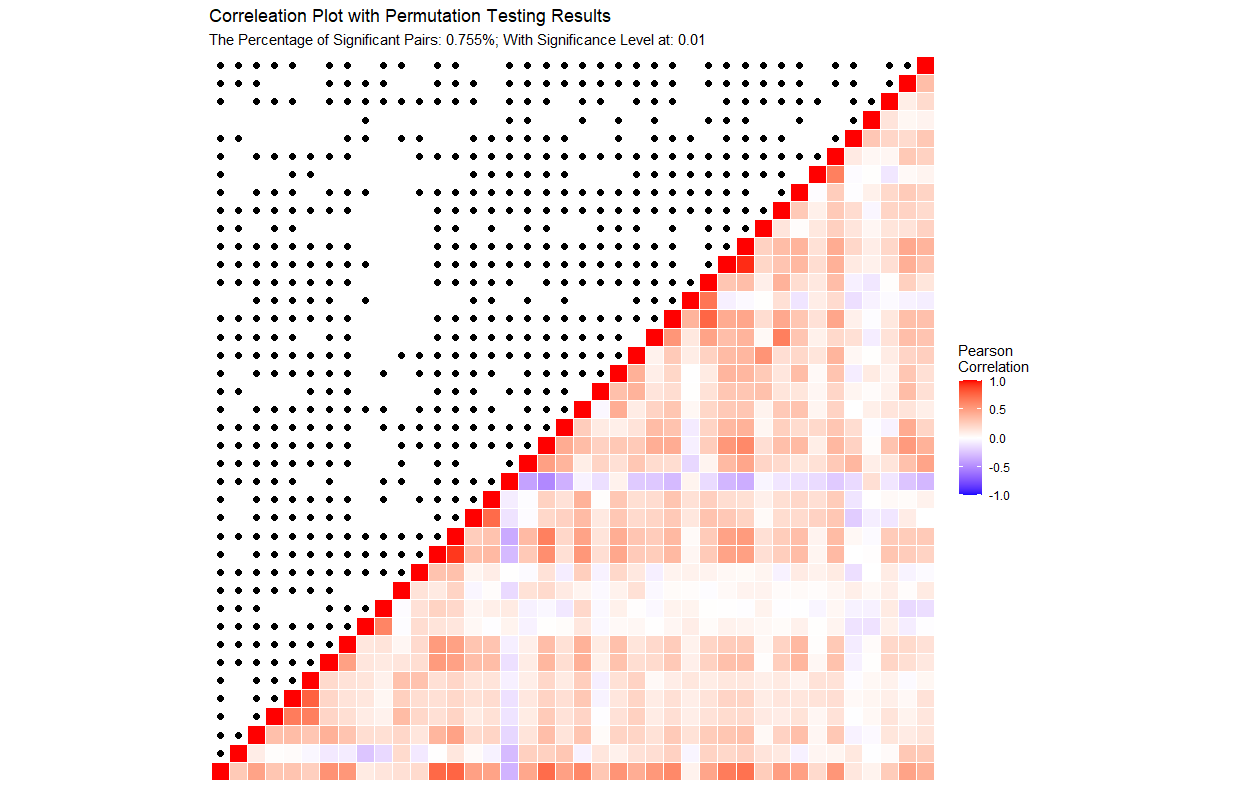 Correleation Plot with Permutation Testing Results
The Percentage of Significant Pairs: 0.755%; With Significance Level at: 0.01
Pearson
Correlation
1.0
0.5
0.0
-0.5
-1.0